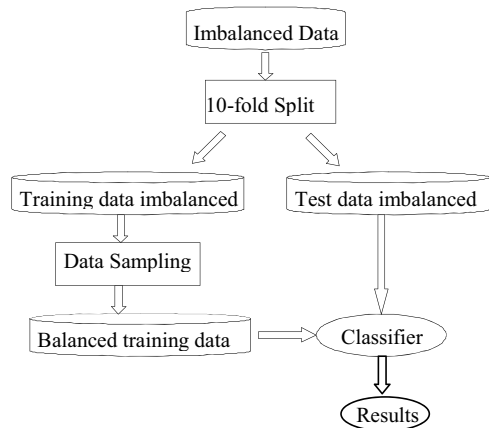 Imbalanced Data
10-fold Split
Training data imbalanced
Test data imbalanced
Data Sampling
Balanced training data
Classifier
Results